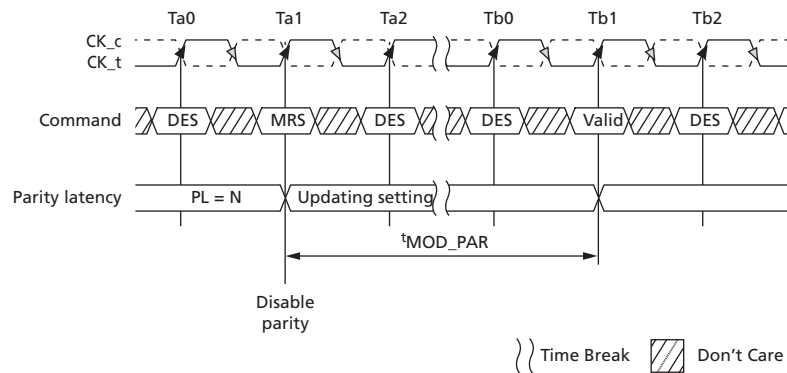 Ta0 Ta1 Ta2 Tb0 Tb1 Tb2
CK_c
CK_t
Command DES MRS DES DES Valid DES
Parity latency PL = N Updating setting
tMOD_PAR
Disable
parity
Time Break Don't Care